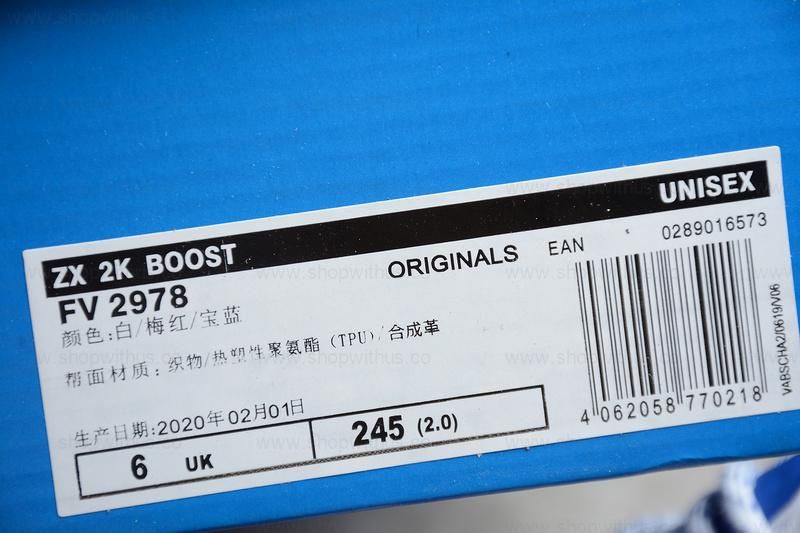 ZX 2K BOOST UNISEX
FV 2978 ORIGINALS EAN 0289016573
颜色:白/梅红/宝蓝
帮面材质：织物/热塑性聚氨酯（TPU）/合成革
生产日期:2020年02月01日
6 UK 245 (2.0)
4 062058 770218
VABSCHA2/0619/V06
www.shopwithus.co